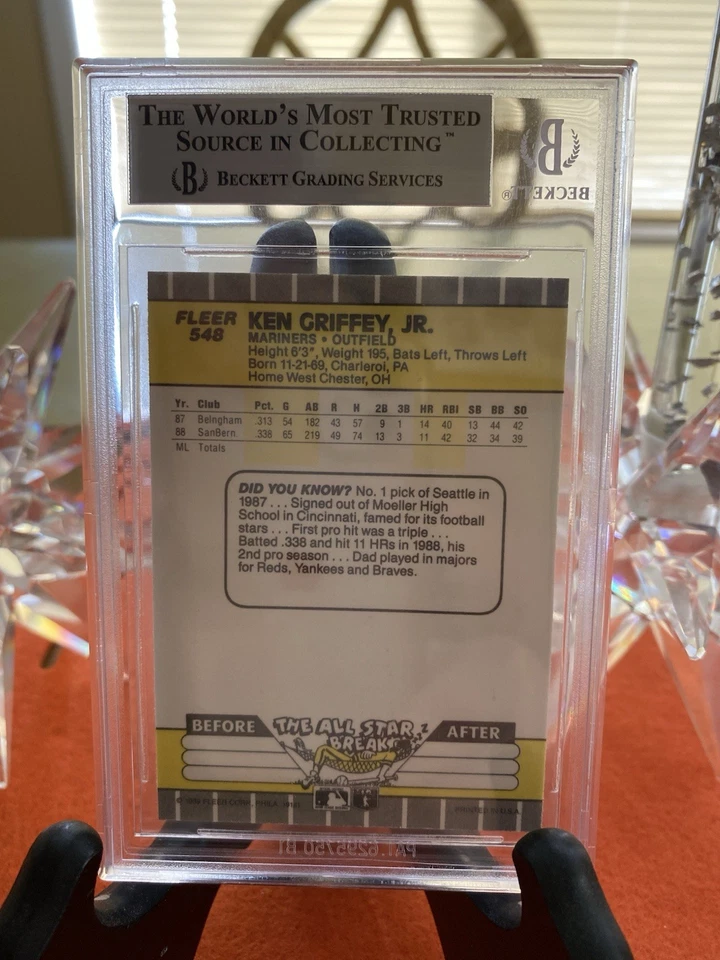 THE WORLD'S MOST TRUSTED
SOURCE IN COLLECTING™
B BECKETT GRADING SERVICES
B
BECKETT®
FLEER
548
KEN GRIFFEY, JR.
MARINERS • OUTFIELD
Height 6'3", Weight 195, Bats Left, Throws Left
Born 11-21-69, Charleroi, PA
Home West Chester, OH
Yr. Club Pct. G AB R H 2B 3B HR RBI SB BB SO
87 Belngham .313 54 182 43 57 9 1 14 40 13 44 42
88 SanBern .338 65 219 49 74 13 3 11 42 32 34 39
ML Totals
DID YOU KNOW? No. 1 pick of Seattle in
1987 . . . Signed out of Moeller High
School in Cincinnati, famed for its football
stars . . . First pro hit was a triple . . .
Batted .338 and hit 11 HRs in 1988, his
2nd pro season . . . Dad played in majors
for Reds, Yankees and Braves.
BEFORE
THE ALL STAR
BREAK
AFTER
FLEER CORP., PHILA.
PRINTED IN U.S.A.